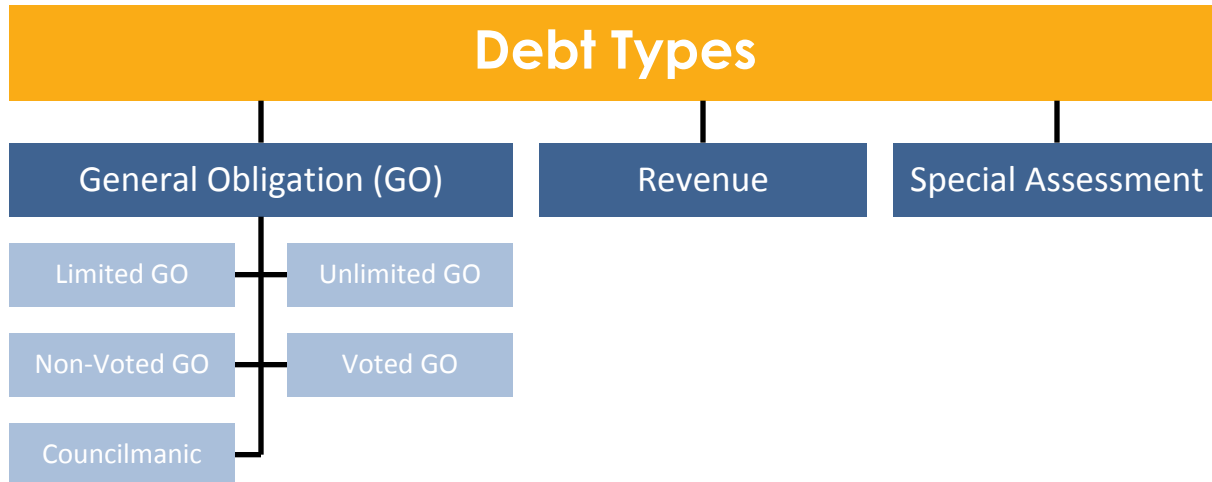 Debt Types
General Obligation (GO)
Revenue
Special Assessment
Limited GO
Unlimited GO
Non-Voted GO
Voted GO
Councilmanic